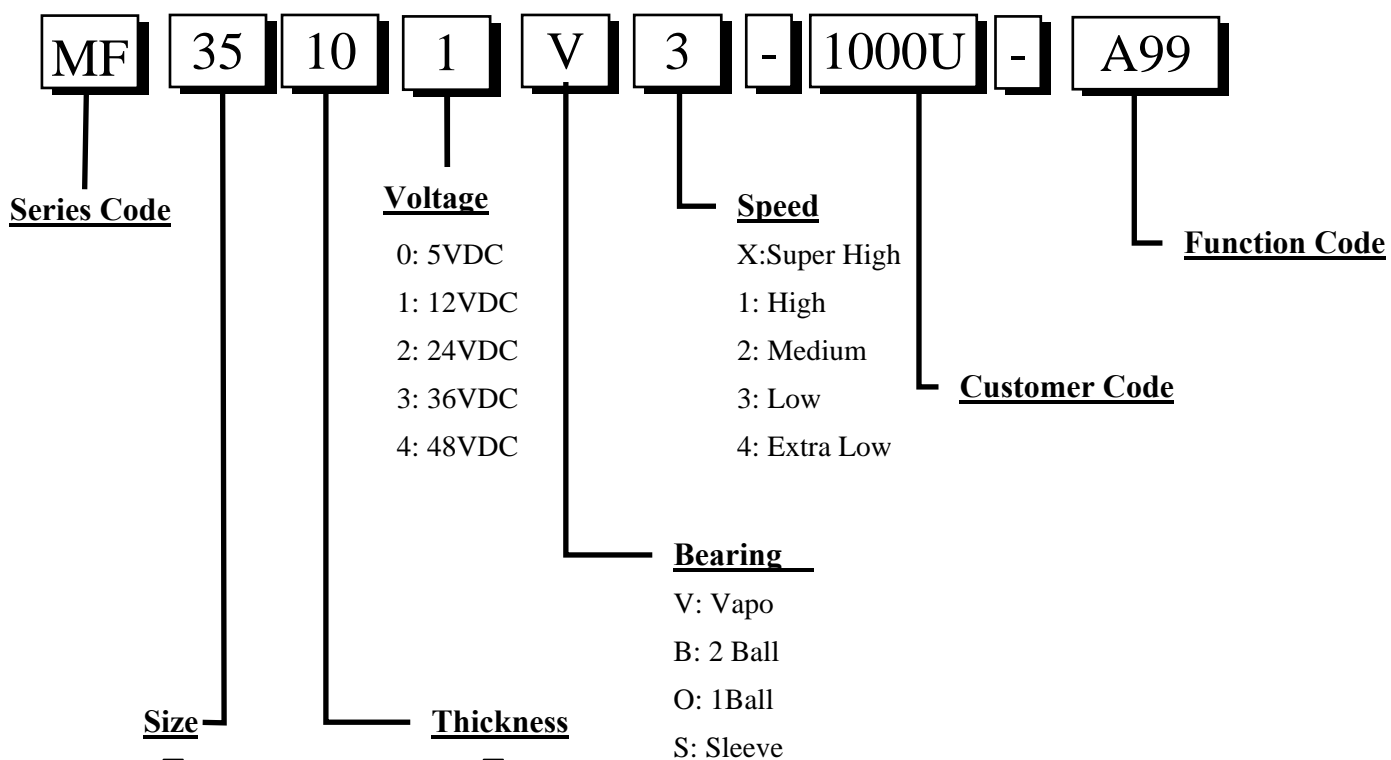 MF 35 10 1 V 3 - 1000U - A99
Series Code
Voltage
0: 5VDC
1: 12VDC
2: 24VDC
3: 36VDC
4: 48VDC
Speed
X:Super High
1: High
2: Medium
3: Low
4: Extra Low
Function Code
Customer Code
Bearing
V: Vapo
B: 2 Ball
O: 1Ball
S: Sleeve
Size
Thickness